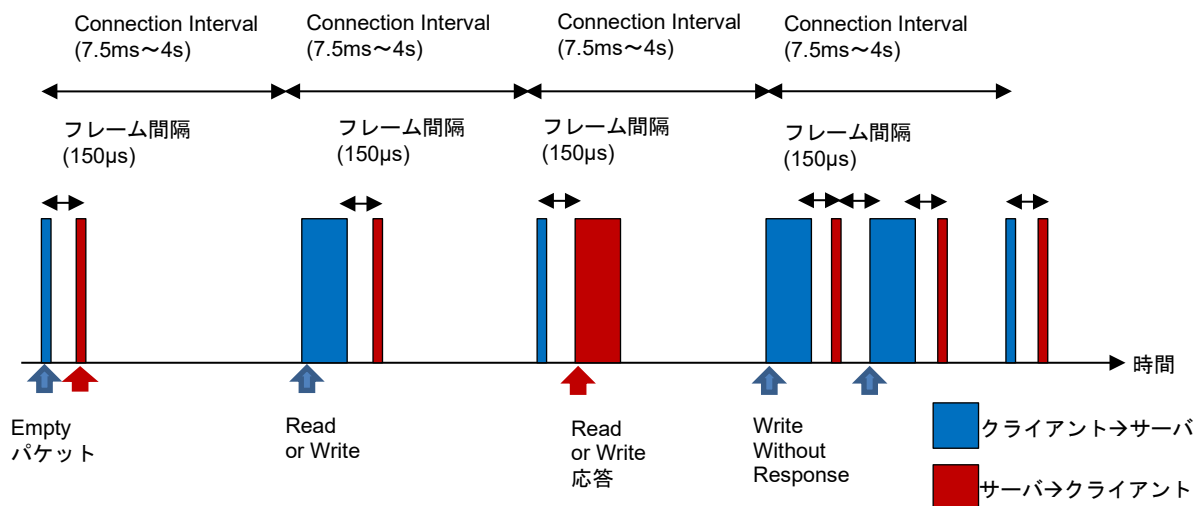 Connection Interval
(7.5ms～4s)
Connection Interval
(7.5ms～4s)
Connection Interval
(7.5ms～4s)
Connection Interval
(7.5ms～4s)
フレーム間隔
(150µs)
フレーム間隔
(150µs)
フレーム間隔
(150µs)
フレーム間隔
(150µs)
時間
Empty
パケット
Read
or Write
Read
or Write
応答
Write
Without
Response
クライアント→サーバ
サーバ→クライアント